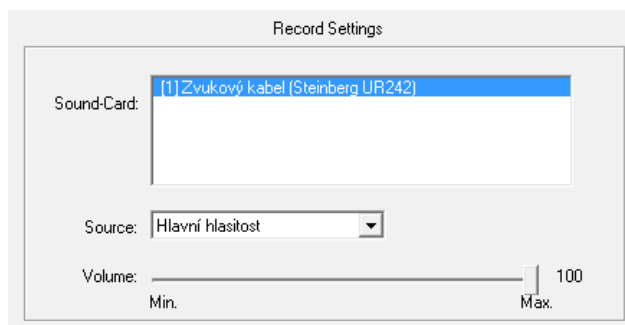 Record Settings
Sound-Card:
[1] Zvukový kabel (Steinberg UR242)
Source:
Hlavní hlasitost
Volume:
100
Min.
Max.